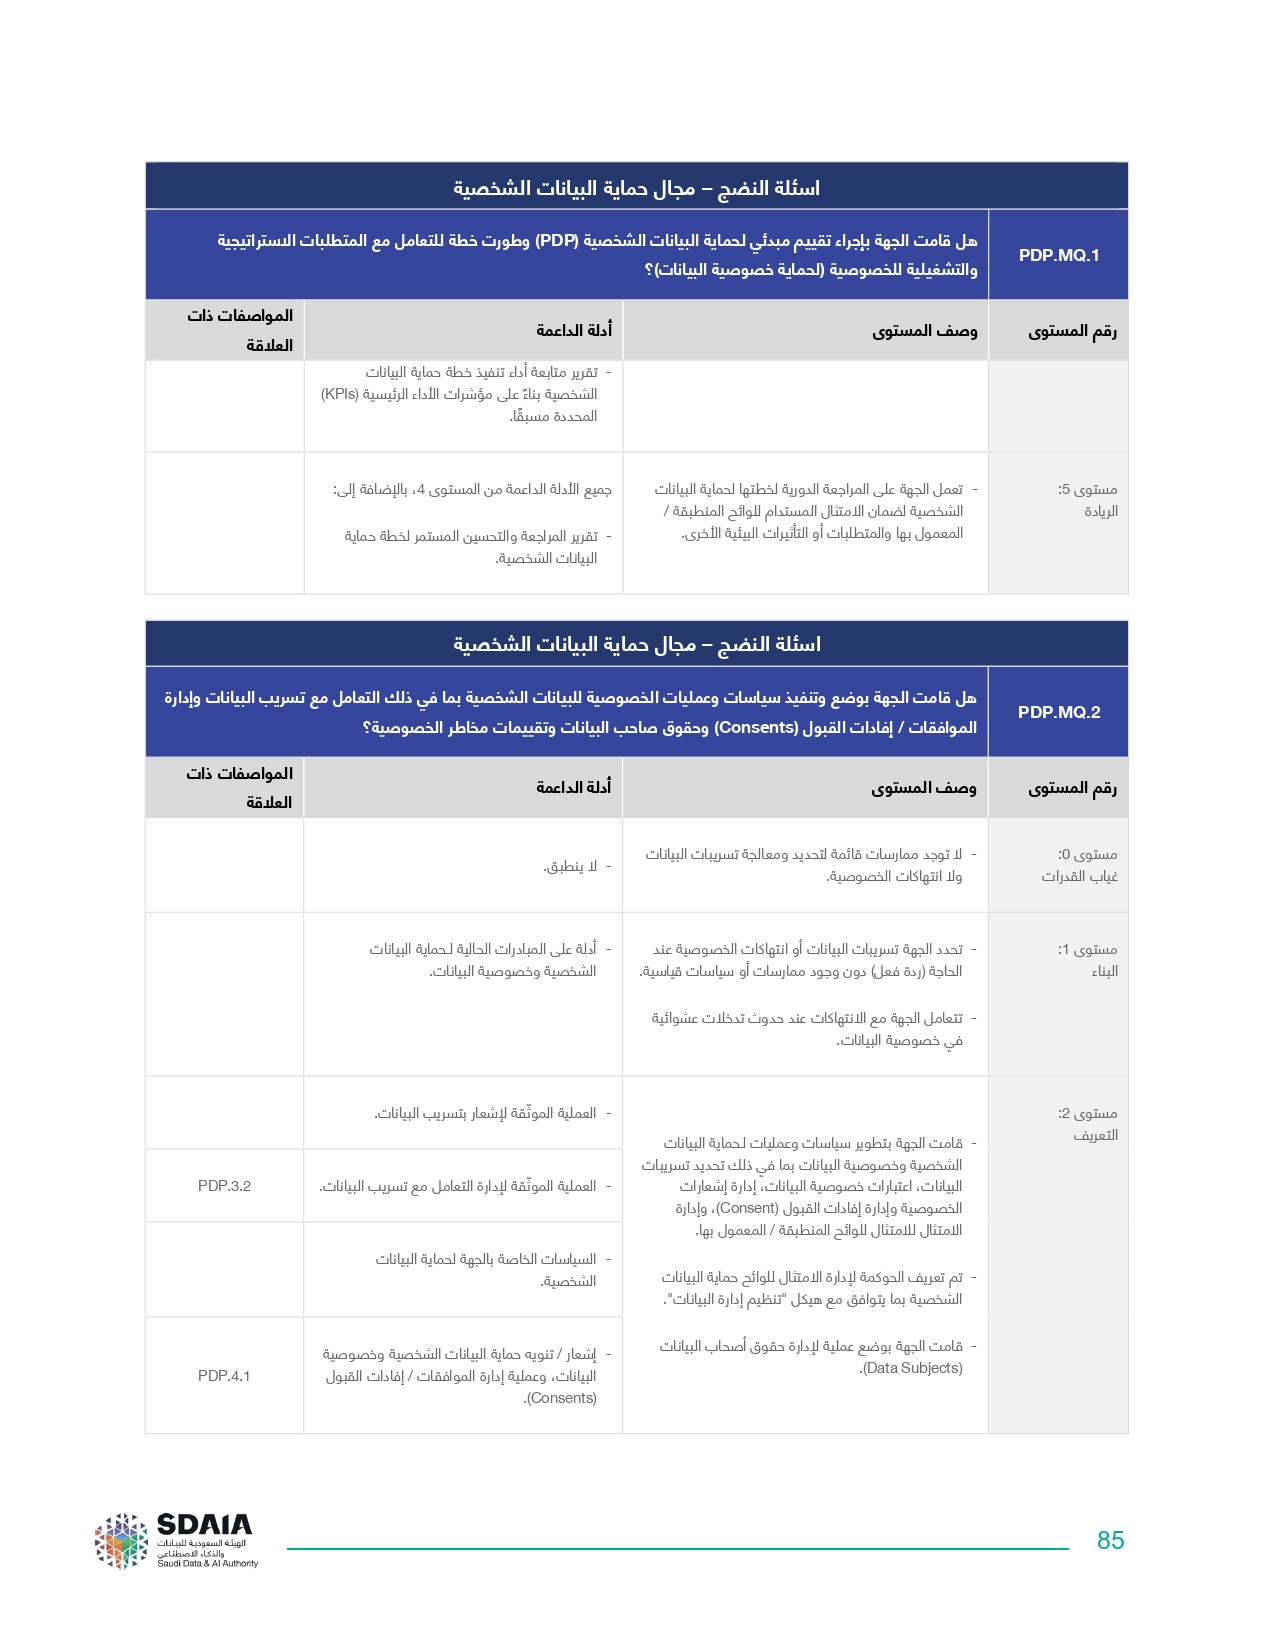 اسئلة النضج – مجال حماية البيانات الشخصية
PDP.MQ.1
هل قامت الجهة بإجراء تقييم مبدئي لحماية البيانات الشخصية (PDP) وطورت خطة للتعامل مع المتطلبات الاستراتيجية
والتشغيلية للخصوصية (لحماية خصوصية البيانات)؟
رقم المستوى
وصف المستوى
أدلة الداعمة
المواصفات ذات
العلاقة
- تقرير متابعة أداء تنفيذ خطة حماية البيانات
الشخصية بناءً على مؤشرات الأداء الرئيسية (KPIs)
المحددة مسبقًا.
مستوى 5:
الريادة
- تعمل الجهة على المراجعة الدورية لخطتها لحماية البيانات
الشخصية لضمان الامتثال المستدام للوائح المنطبقة /
المعمول بها والمتطلبات أو التأثيرات البيئية الأخرى.
جميع الأدلة الداعمة من المستوى 4، بالإضافة إلى:
- تقرير المراجعة والتحسين المستمر لخطة حماية
البيانات الشخصية.
اسئلة النضج – مجال حماية البيانات الشخصية
PDP.MQ.2
هل قامت الجهة بوضع وتنفيذ سياسات وعمليات الخصوصية للبيانات الشخصية بما في ذلك التعامل مع تسريب البيانات وإدارة
الموافقات / إفادات القبول (Consents) وحقوق صاحب البيانات وتقييمات مخاطر الخصوصية؟
رقم المستوى
وصف المستوى
أدلة الداعمة
المواصفات ذات
العلاقة
مستوى 0:
غياب القدرات
- لا توجد ممارسات قائمة لتحديد ومعالجة تسريبات البيانات
ولا انتهاكات الخصوصية.
- لا ينطبق.
مستوى 1:
البناء
- تحدد الجهة تسريبات البيانات أو انتهاكات الخصوصية عند
الحاجة (ردة فعل) دون وجود ممارسات أو سياسات قياسية.
- تتعامل الجهة مع الانتهاكات عند حدوث تدخلات عشوائية
في خصوصية البيانات.
- أدلة على المبادرات الحالية لحماية البيانات
الشخصية وخصوصية البيانات.
مستوى 2:
التعريف
- قامت الجهة بتطوير سياسات وعمليات لحماية البيانات
الشخصية وخصوصية البيانات بما في ذلك تحديد تسريبات
البيانات، اعتبارات خصوصية البيانات، إدارة إشعارات
الخصوصية وإدارة إفادات القبول (Consent)، وإدارة
الامتثال للامتثال للوائح المنطبقة / المعمول بها.
- تم تعريف الحوكمة لإدارة الامتثال للوائح حماية البيانات
الشخصية بما يتوافق مع هيكل "تنظيم إدارة البيانات".
- قامت الجهة بوضع عملية لإدارة حقوق أصحاب البيانات
(Data Subjects).
- العملية الموثّقة لإشعار بتسريب البيانات.
- العملية الموثّقة لإدارة التعامل مع تسريب البيانات.
PDP.3.2
- السياسات الخاصة بالجهة لحماية البيانات
الشخصية.
- إشعار / تنويه حماية البيانات الشخصية وخصوصية
البيانات، وعملية إدارة الموافقات / إفادات القبول
(Consents).
PDP.4.1
SDAIA
الهيئة السعودية للبيانات
والذكاء الاصطناعي
Saudi Data & AI Authority
85